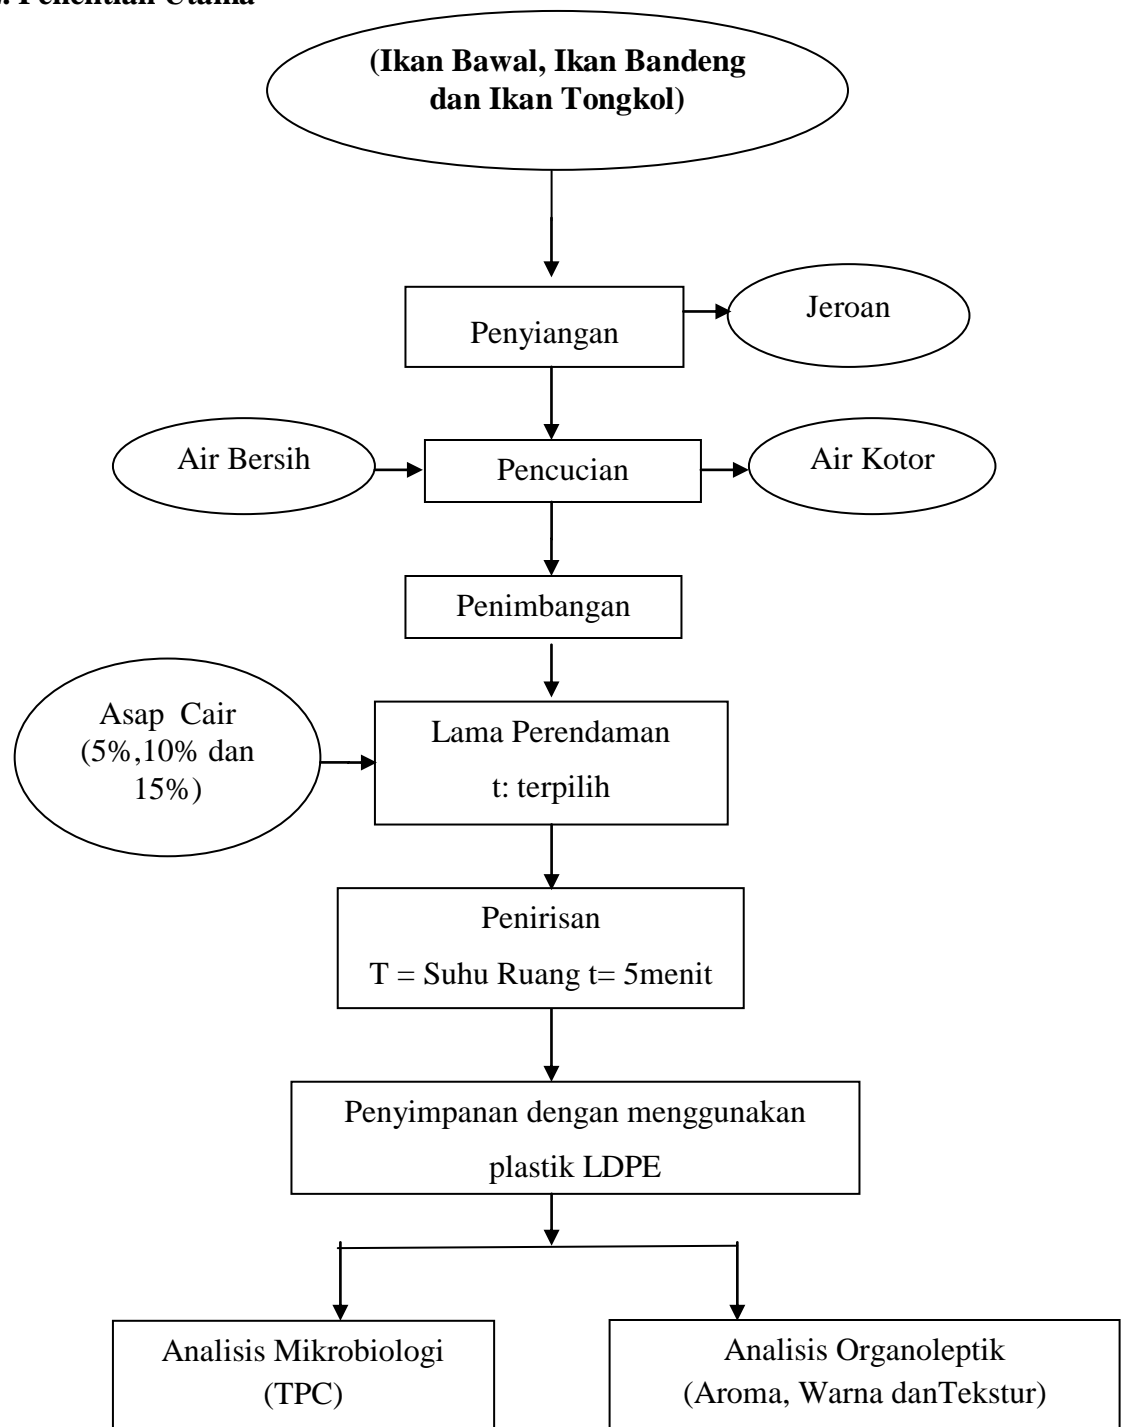 Penelitian Utama
(Ikan Bawal, Ikan Bandeng
dan Ikan Tongkol)
Jeroan
Penyiangan
Air Bersih
Pencucian
Air Kotor
Penimbangan
Asap Cair
(5%,10% dan
15%)
Lama Perendaman
t: terpilih
Penirisan
T = Suhu Ruang t= 5menit
Penyimpanan dengan menggunakan
plastik LDPE
Analisis Mikrobiologi
(TPC)
Analisis Organoleptik
(Aroma, Warna danTekstur)